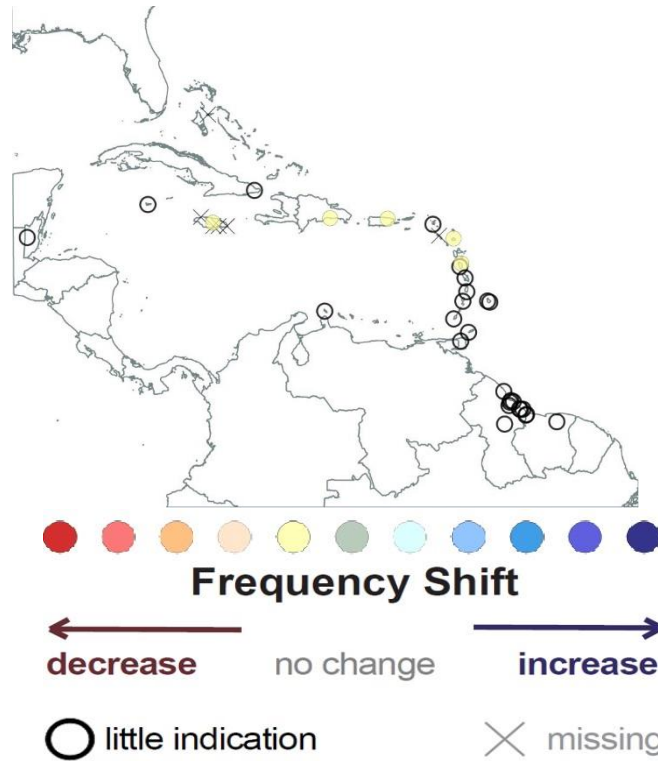 Frequency Shift
decrease no change increase
little indication missing